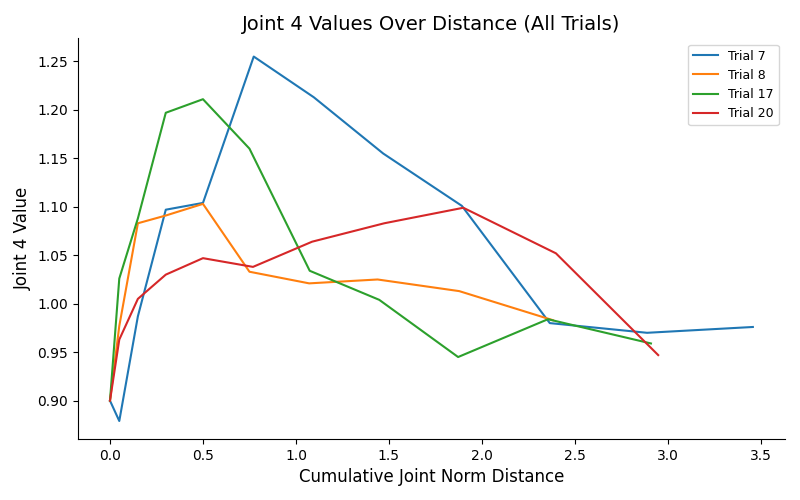 Joint 4 Values Over Distance (All Trials)
Joint 4 Value
1.25
1.20
1.15
1.10
1.05
1.00
0.95
0.90
Trial 7
Trial 8
Trial 17
Trial 20
0.0 0.5 1.0 1.5 2.0 2.5 3.0 3.5
Cumulative Joint Norm Distance